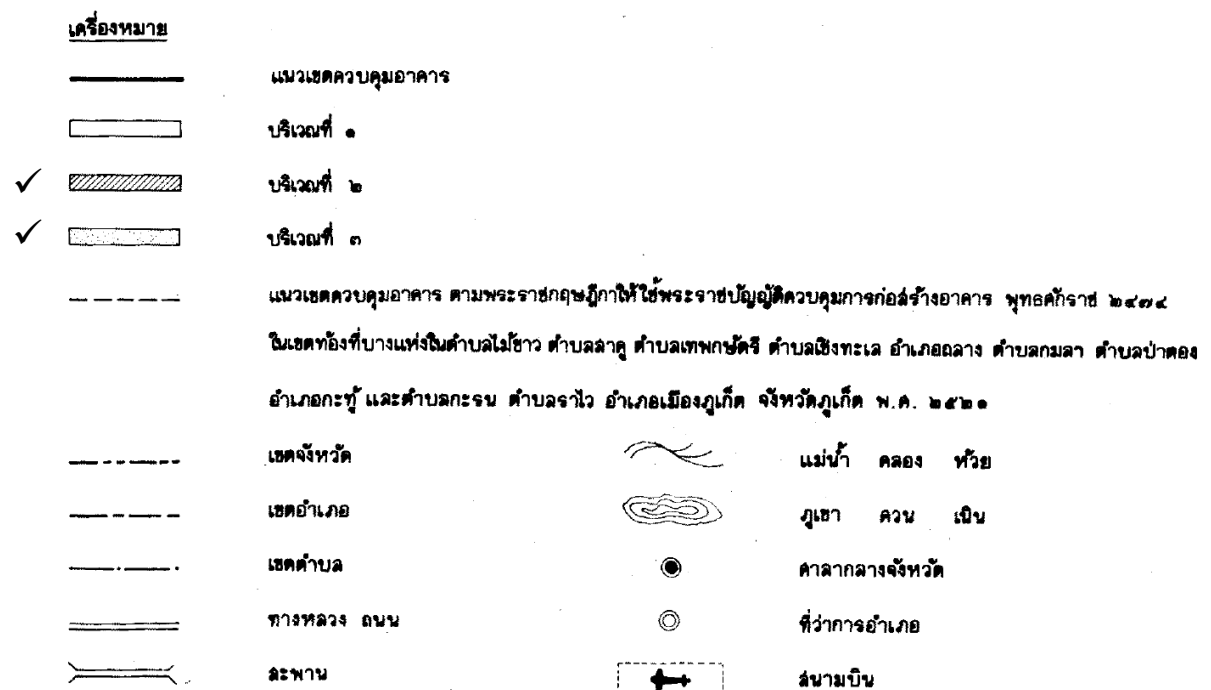 เครื่องหมาย
แนวเขตควบคุมอาคาร
บริเวณที่ ๑
บริเวณที่ ๒
บริเวณที่ ๓
แนวเขตควบคุมอาคาร ตามพระราชกฤษฎีกาให้ใช้พระราชบัญญัติควบคุมการก่อสร้างอาคาร พุทธศักราช ๒๔๗๙
ในเขตท้องที่บางแห่งในตำบลไม้ขาว ตำบลสาคู ตำบลเทพกษัตรี ตำบลเชิงทะเล อำเภอถลาง ตำบลกมลา ตำบลป่าตอง
อำเภอกะทู้ และตำบลกะรน ตำบลราไว อำเภอเมืองภูเก็ต จังหวัดภูเก็ต พ.ศ. ๒๕๒๑
เขตจังหวัด
แม่น้ำ คลอง ห้วย
เขตอำเภอ
ภูเขา ควน เนิน
เขตตำบล
ศาลากลางจังหวัด
ทางหลวง ถนน
ที่ว่าการอำเภอ
สะพาน
สนามบิน